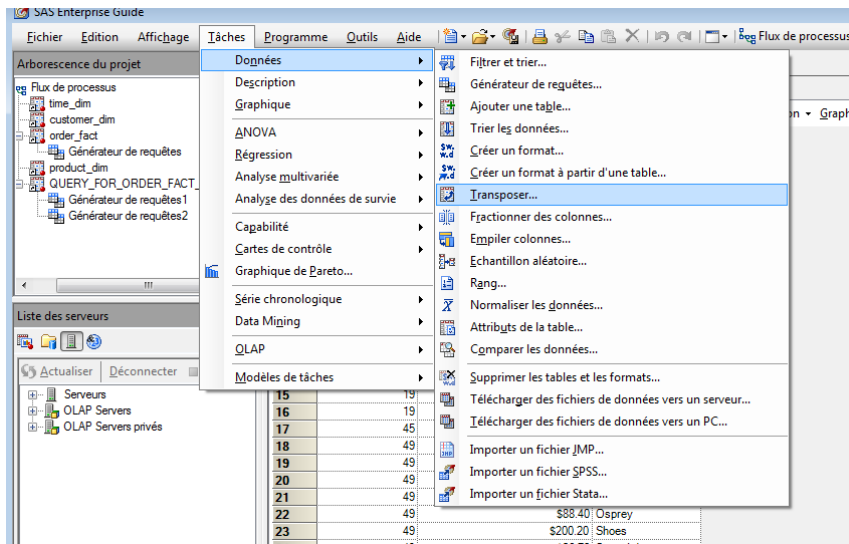 SAS Enterprise Guide
Fichier Edition Affichage Tâches Programme Outils Aide Flux de processus
Arborescence du projet
Flux de processus
time_dim
customer_dim
order_fact
Générateur de requêtes
product_dim
QUERY_FOR_ORDER_FACT_
Générateur de requêtes1
Générateur de requêtes2
Liste des serveurs
Actualiser Déconnecter
Serveurs
OLAP Servers
OLAP Servers privés
Données
Description
Graphique
ANOVA
Régression
Analyse multivariée
Analyse des données de survie
Capabilité
Cartes de contrôle
Graphique de Pareto...
Série chronologique
Data Mining
OLAP
Modèles de tâches
Filtrer et trier...
Générateur de requêtes...
Ajouter une table...
Trier les données...
Créer un format...
Créer un format à partir d'une table...
Transposer...
Fractionner des colonnes...
Empiler colonnes...
Echantillon aléatoire...
Rang...
Normaliser les données...
Attributs de la table...
Comparer les données...
Supprimer les tables et les formats...
Télécharger des fichiers de données vers un serveur...
Télécharger des fichiers de données vers un PC...
Importer un fichier JMP...
Importer un fichier SPSS...
Importer un fichier Stata...
on Graph
15 19
16 19
17 45
18 49
19 49
20 49
21 49
22 49 $88.40 Osprey
23 49 $200.20 Shoes